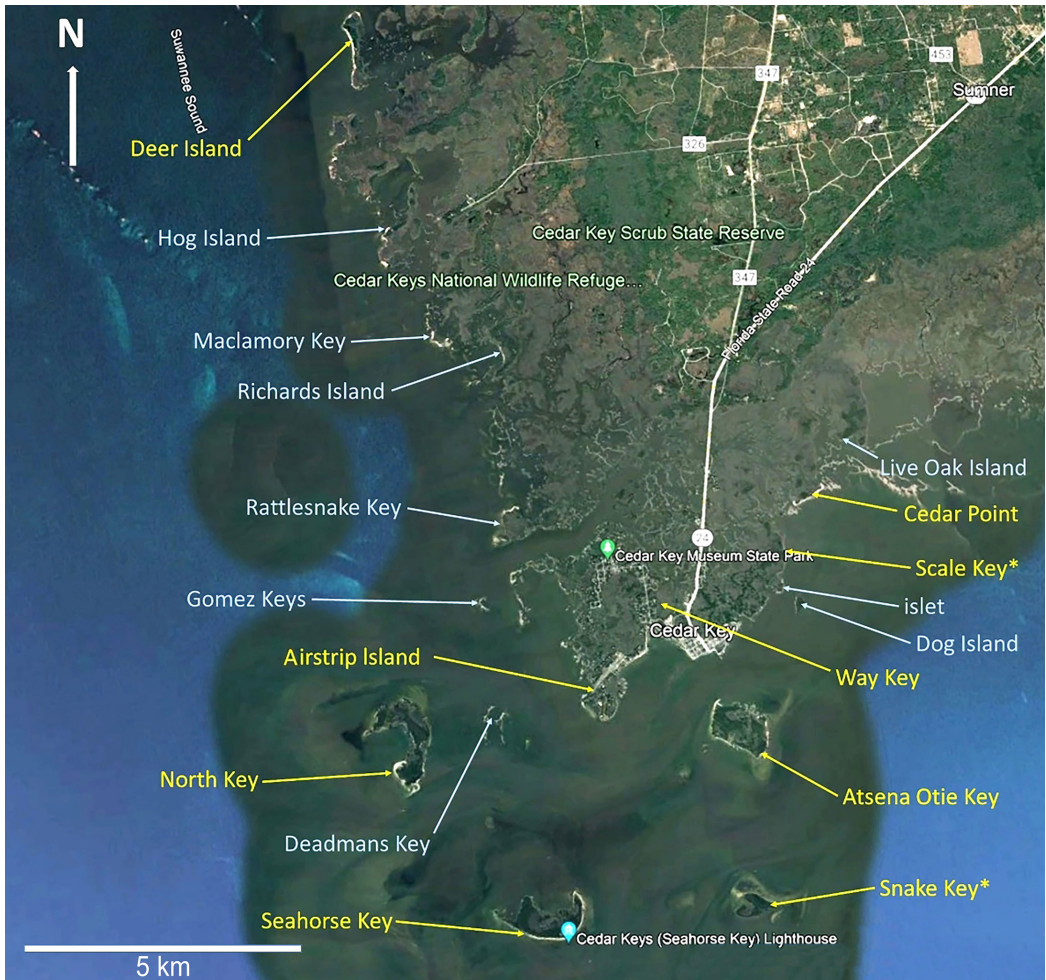 N
Suwannee Sound
453
347
Sumner
Deer Island
326
Hog Island
Cedar Key Scrub State Reserve
Cedar Keys National Wildlife Refuge...
347
Florida State Road 24
Maclamory Key
Richards Island
Live Oak Island
Rattlesnake Key
Cedar Point
24
Cedar Key Museum State Park
Scale Key*
Gomez Keys
islet
Cedar Key
Dog Island
Airstrip Island
Way Key
North Key
Atsena Otie Key
Deadmans Key
Snake Key*
Seahorse Key
Cedar Keys (Seahorse Key) Lighthouse
5 km